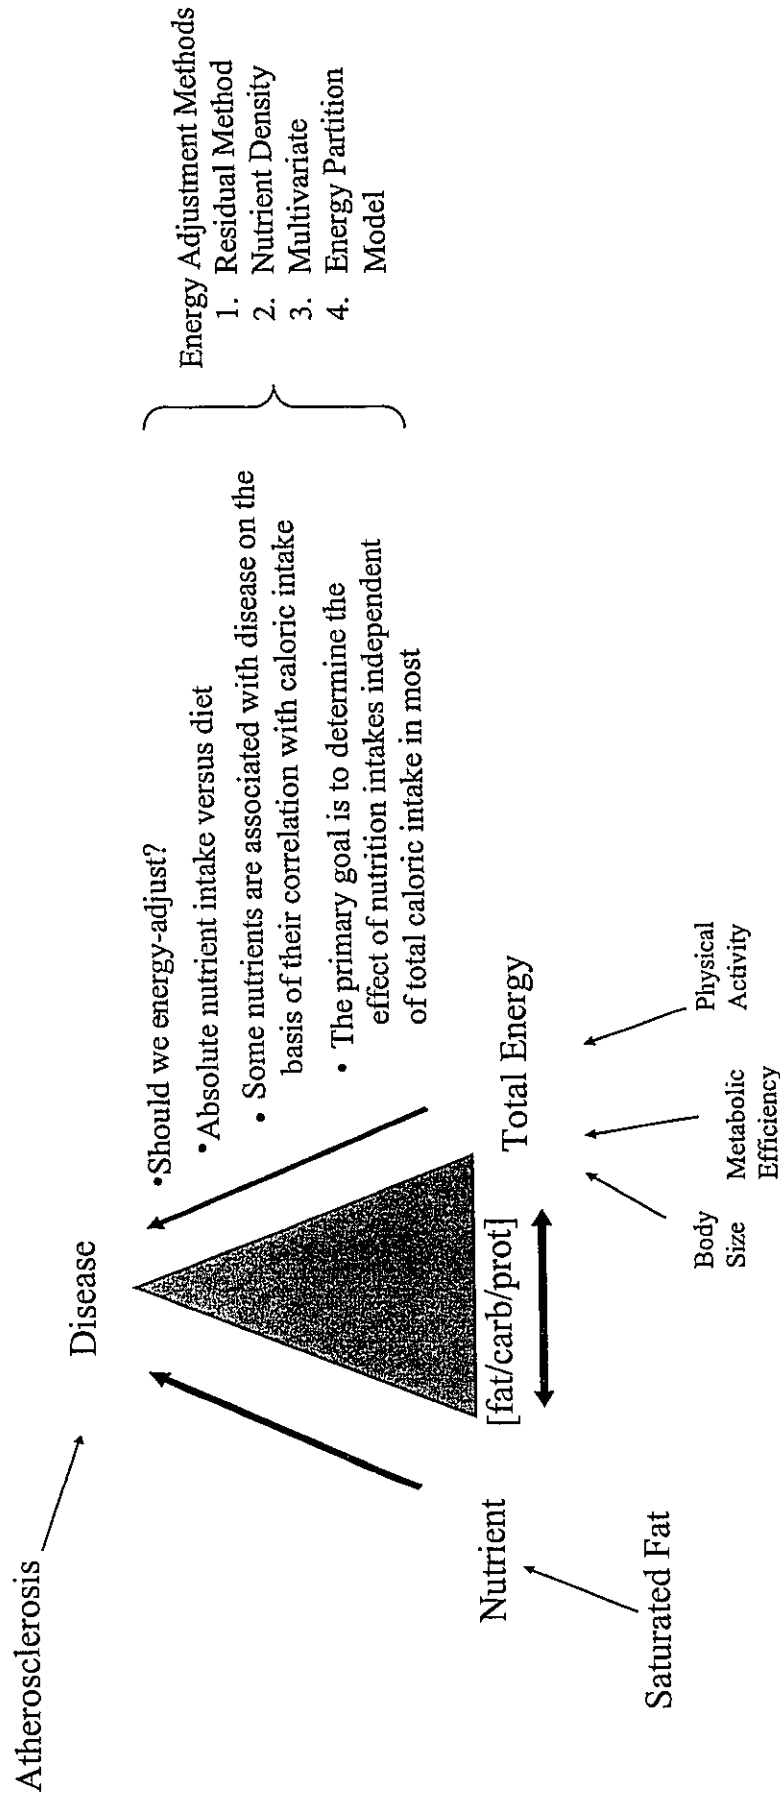 Atherosclerosis
Disease
•Should we energy-adjust?
•Absolute nutrient intake versus diet
• Some nutrients are associated with disease on the
basis of their correlation with caloric intake
• The primary goal is to determine the
effect of nutrition intakes independent
of total caloric intake in most
Energy Adjustment Methods
1. Residual Method
2. Nutrient Density
3. Multivariate
4. Energy Partition
Model
Nutrient
[fat/carb/prot]
Total Energy
Saturated Fat
Body
Size
Metabolic
Efficiency
Physical
Activity